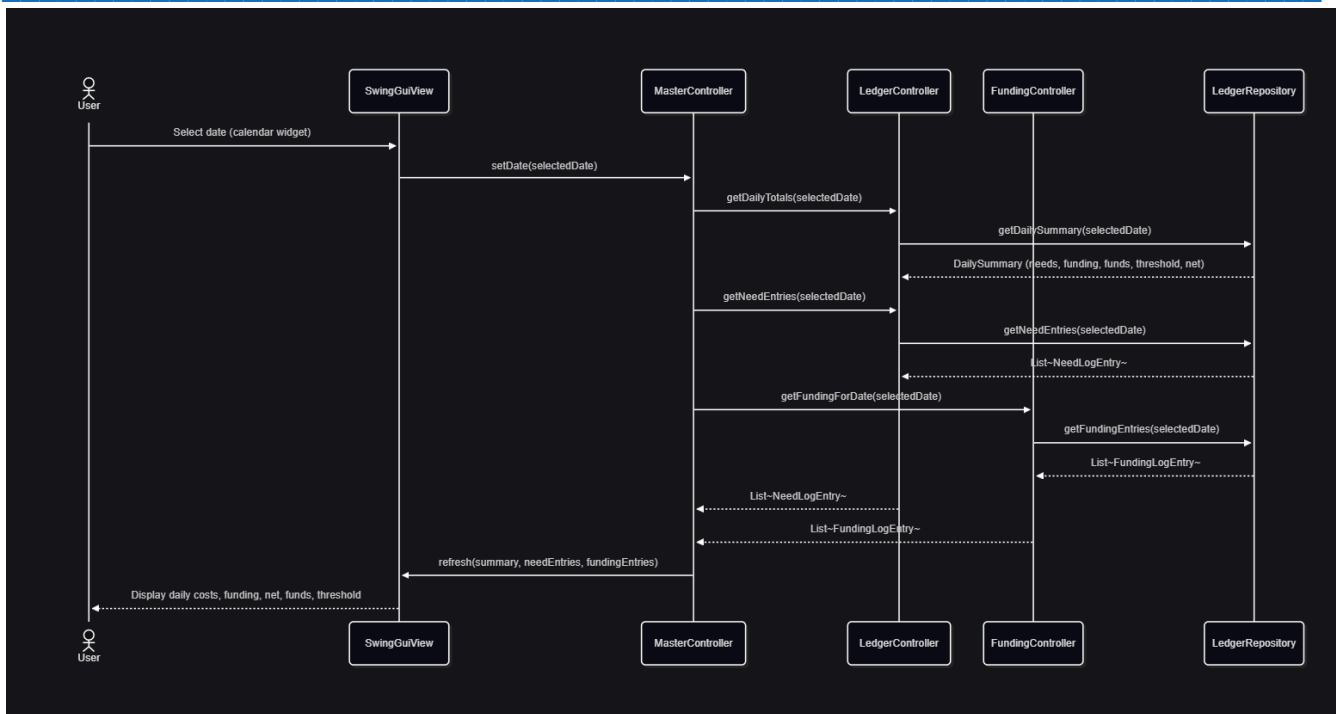 User
SwingGuiView
MasterController
LedgerController
FundingController
LedgerRepository
Select date (calendar widget)
setDate(selectedDate)
getDailyTotals(selectedDate)
getDailySummary(selectedDate)
DailySummary (needs, funding, funds, threshold, net)
getNeedEntries(selectedDate)
getNeedEntries(selectedDate)
List~NeedLogEntry~
getFundingForDate(selectedDate)
getFundingEntries(selectedDate)
List~FundingLogEntry~
List~NeedLogEntry~
List~FundingLogEntry~
refresh(summary, needEntries, fundingEntries)
Display daily costs, funding, net, funds, threshold
User
SwingGuiView
MasterController
LedgerController
FundingController
LedgerRepository